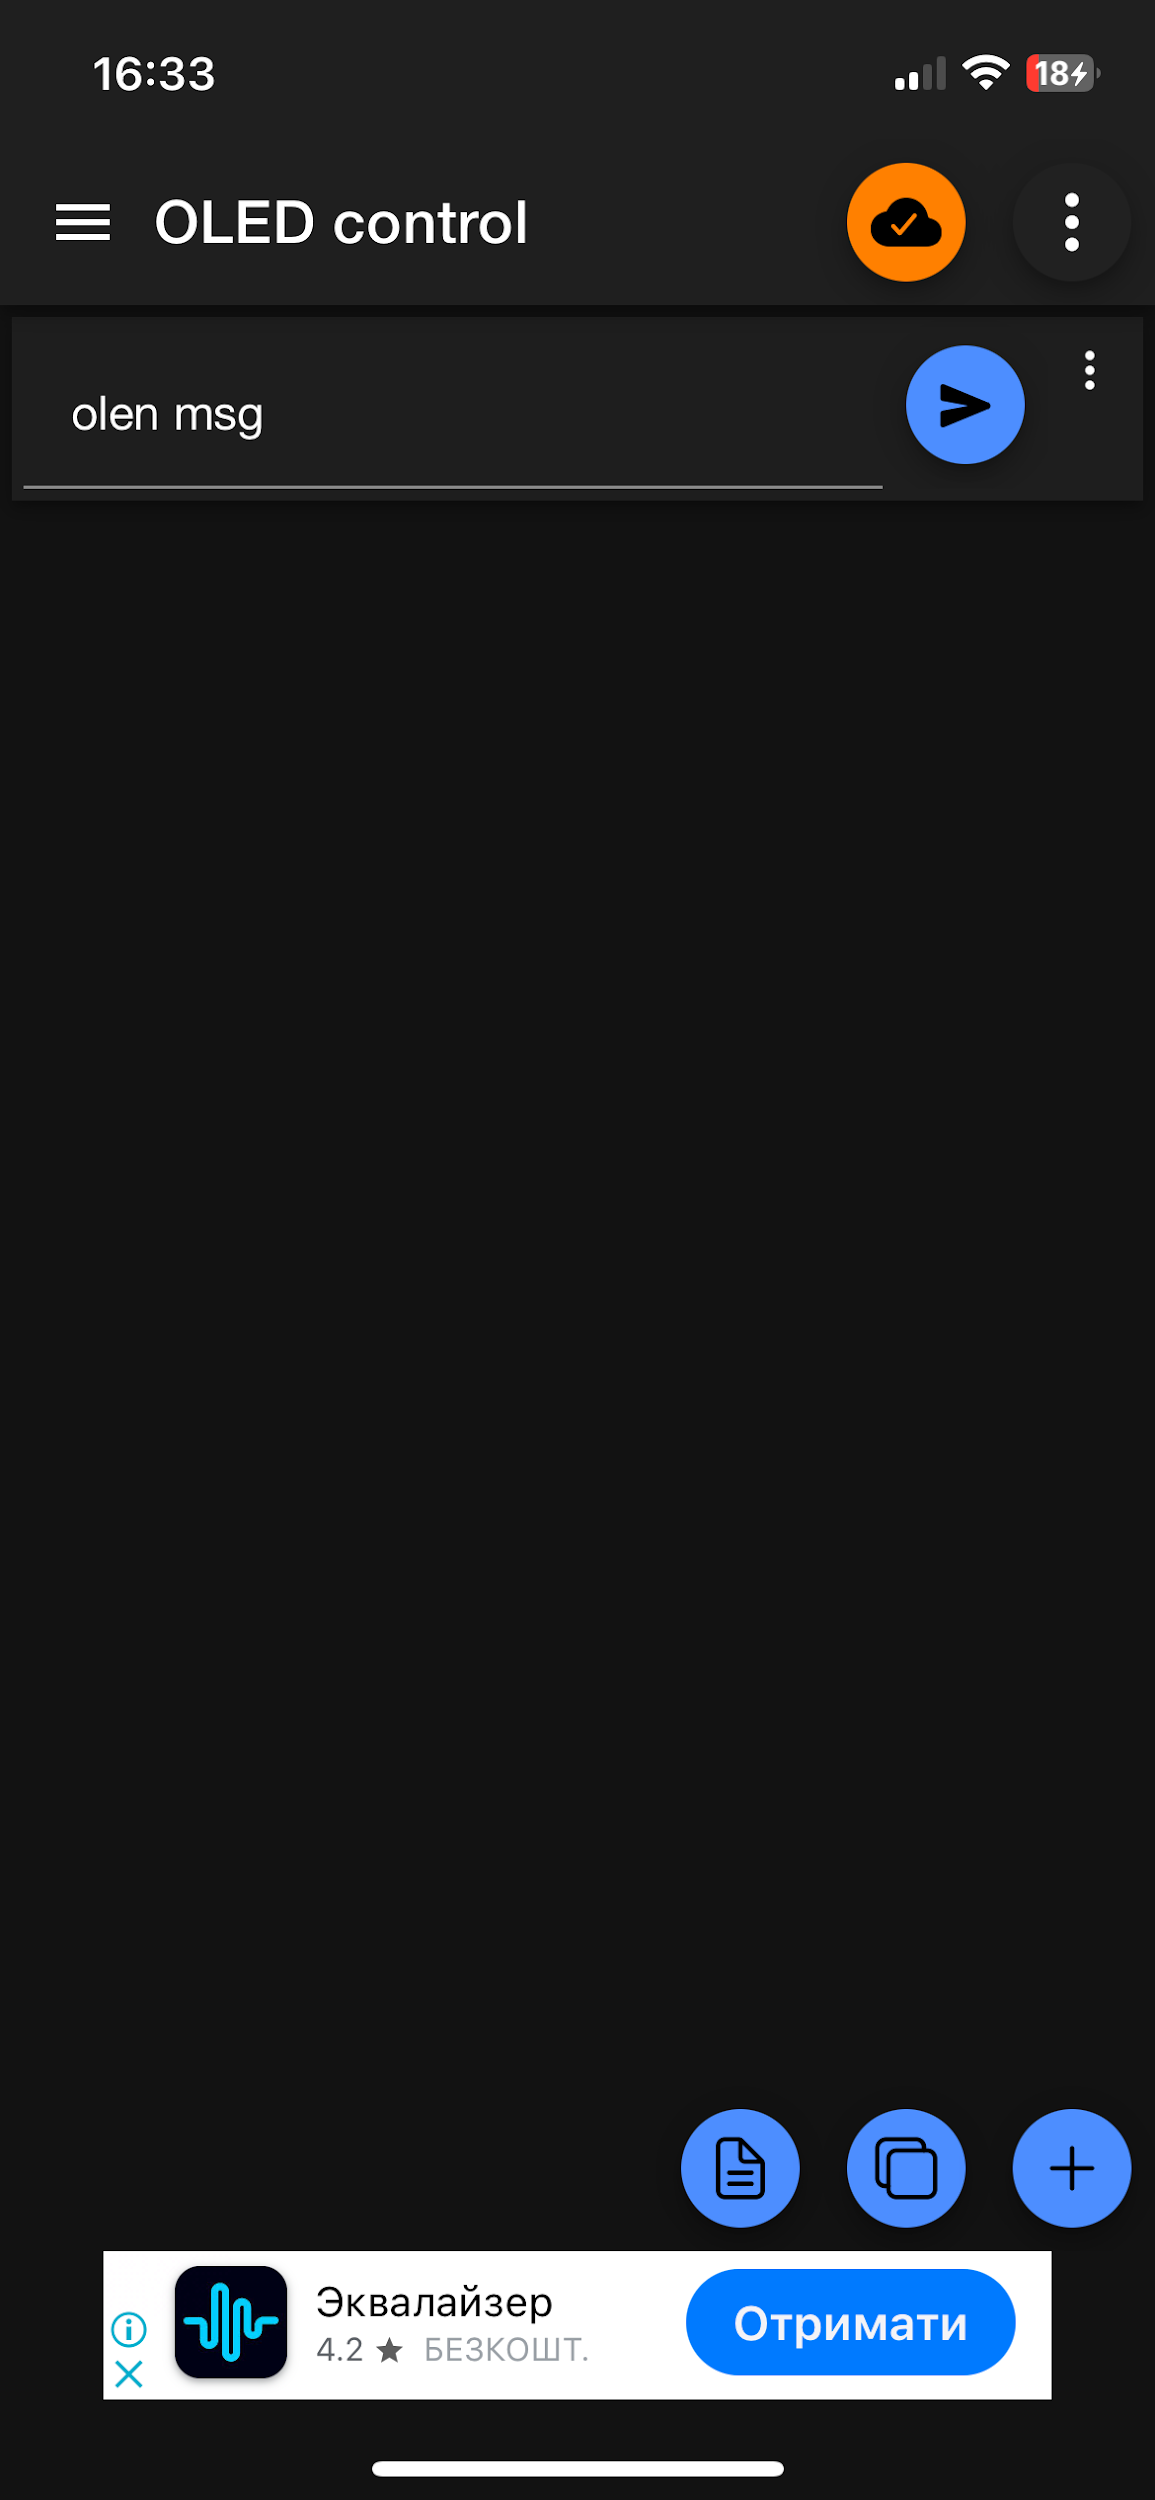 16:33
18
OLED control
olen msg
Эквалайзер
4.2 ★ БЕЗКОШТ.
Отримати